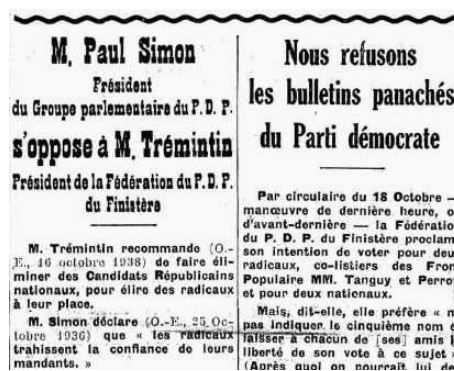 M. Paul Simon
Président
du Groupe parlementaire du P. D. P.
s'oppose à M. Trémintin
Président de la Fédération du P. D. P.
du Finistère
M. Trémintin recommande (O.-
E., 16 octobre 1938) de faire éli-
miner des Candidats Républicains
nationaux, pour élire des radicaux
à leur place.
M. Simon déclare (O.-E., 25 Oc-
tobre 1936) que « les radicaux
trahissent la confiance de leurs
mandants. »
Nous refusons
les bulletins panachés
du Parti démocrate
Par circulaire du 18 Octobre —
manœuvre de dernière heure, o
d'avant-dernière — la Fédératio
du P. D. P. du Finistère proclam
son intention de voter pour deu
radicaux, co-listiers des Fron
Populaire MM. Tanguy et Perro
et pour deux nationaux.
Mais, dit-elle, elle préfère « n
pas indiquer le cinquième nom e
laisser à chacun de [ses] amis l
liberté de son vote à ce sujet »
(Après quoi on pourrait lui de